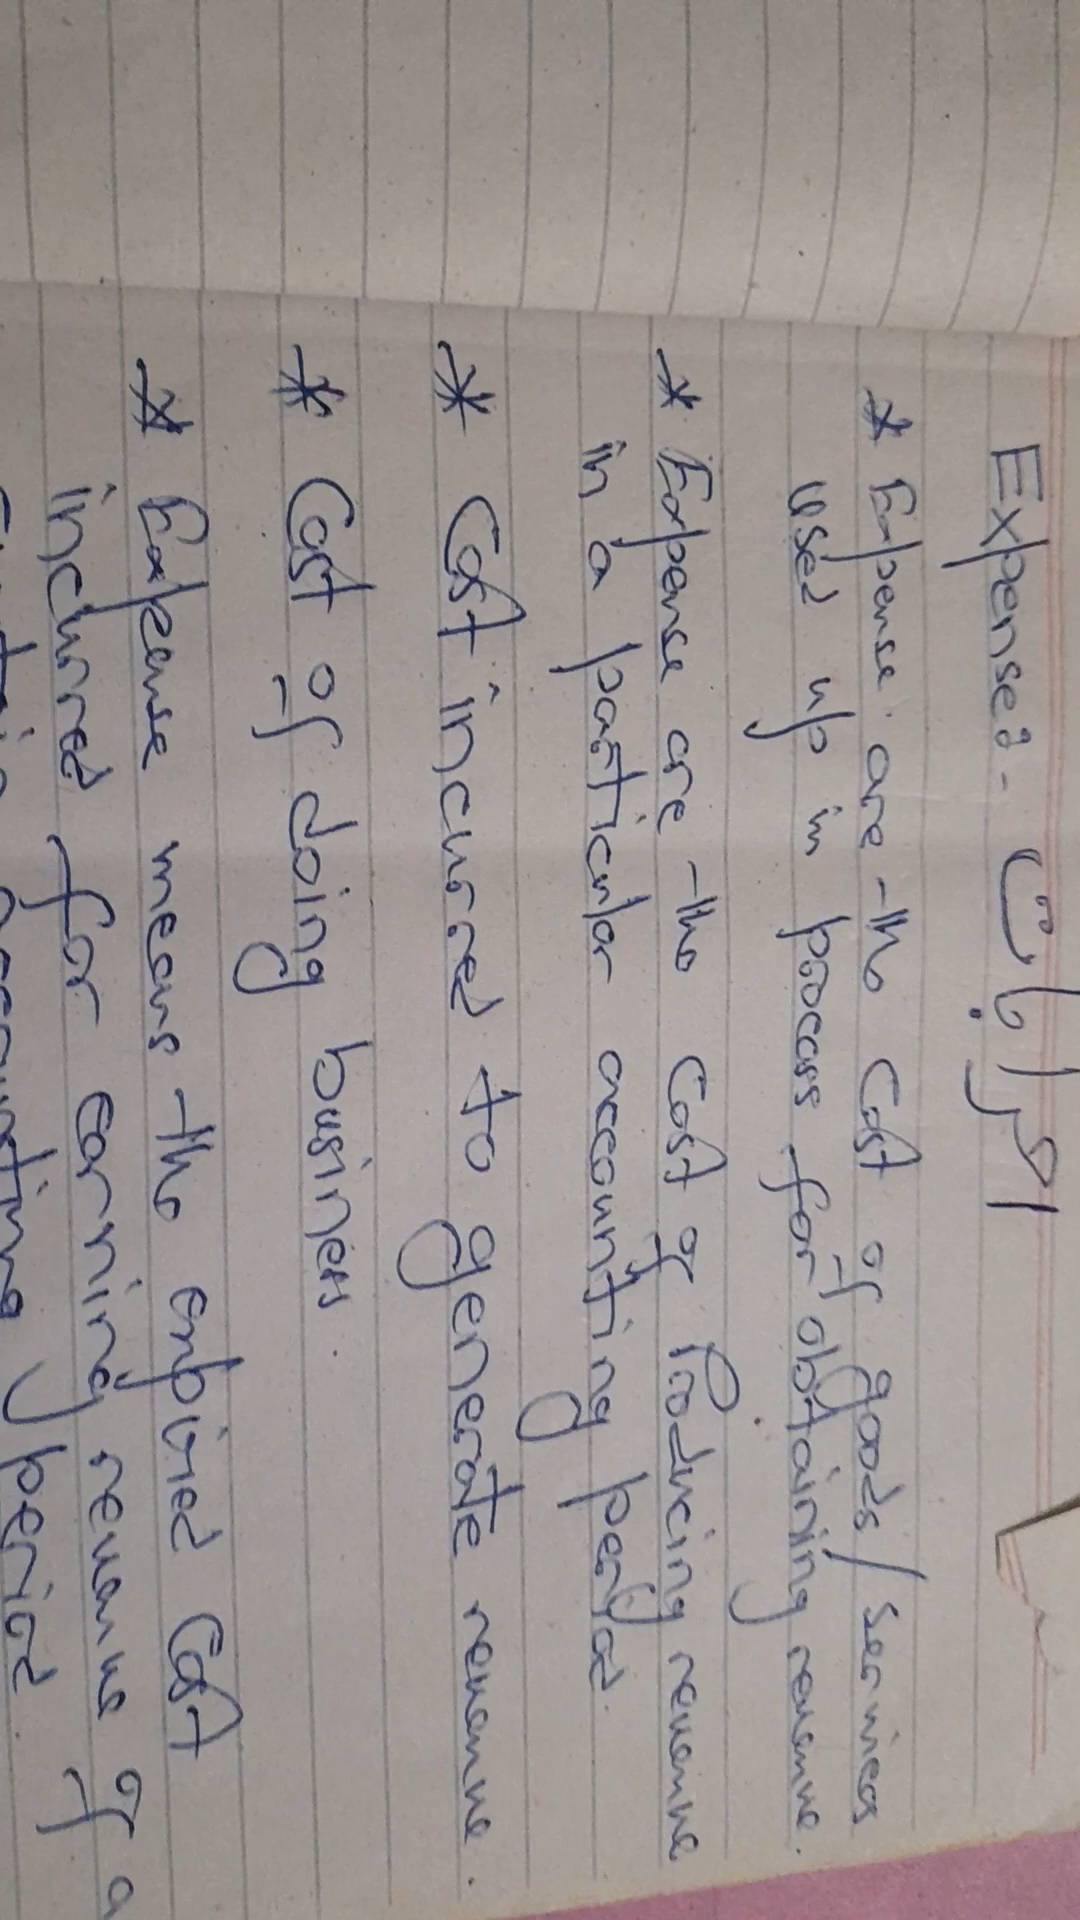 Expense:- اخراجات
* Expense are the Cost of goods/services
used up in process for obtaining revenue.
* Expense are the Cost of Producing revenue
in a particular accounting period.
* Cost incurred to generate revenue.
* Cost of doing business.
* Expense means the expired Cost
incurred for earning revenue of a
accounting period